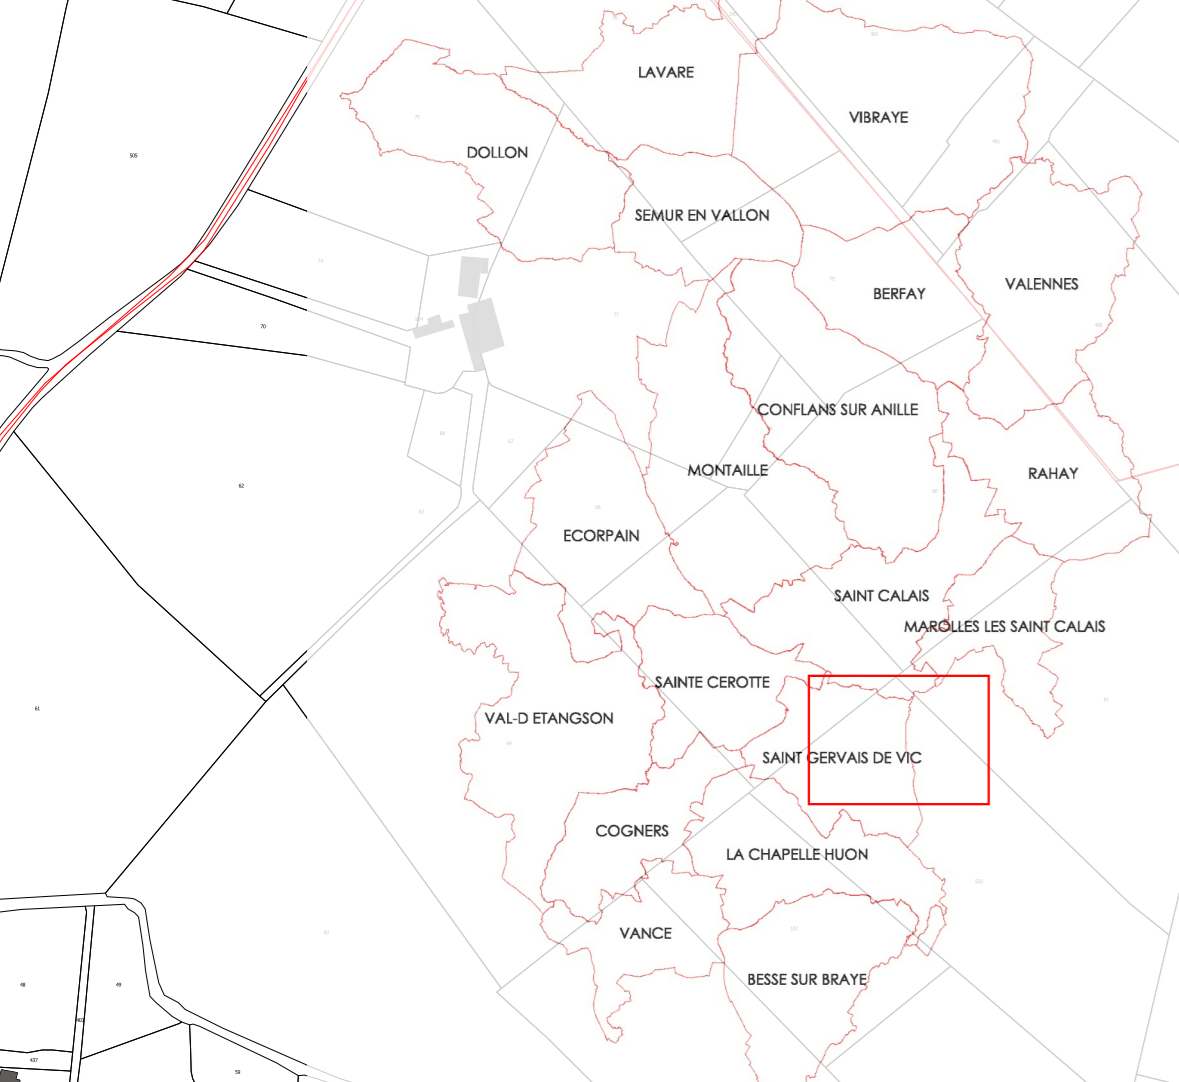 LAVARE
VIBRAYE
505
DOLLON
SEMUR EN VALLON
VALENNES
BERFAY
70
CONFLANS SUR ANILLE
MONTAILLE
RAHAY
62
ECORPAIN
SAINT CALAIS
MAROLLES LES SAINT CALAIS
SAINTE CEROTTE
61
VAL-D ETANGSON
SAINT GERVAIS DE VIC
COGNERS
LA CHAPELLE HUON
VANCE
BESSE SUR BRAYE
48
49
437
59